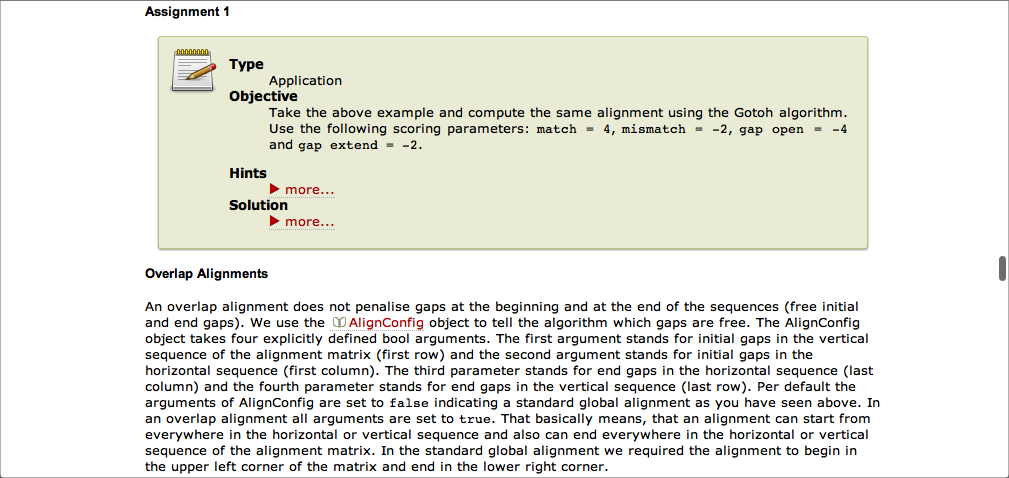 Assignment 1
Type
Application
Objective
Take the above example and compute the same alignment using the Gotoh algorithm.
Use the following scoring parameters: match = 4, mismatch = -2, gap open = -4
and gap extend = -2.
Hints
more...
Solution
more...
Overlap Alignments
An overlap alignment does not penalise gaps at the beginning and at the end of the sequences (free initial
and end gaps). We use the AlignConfig object to tell the algorithm which gaps are free. The AlignConfig
object takes four explicitly defined bool arguments. The first argument stands for initial gaps in the vertical
sequence of the alignment matrix (first row) and the second argument stands for initial gaps in the
horizontal sequence (first column). The third parameter stands for end gaps in the horizontal sequence (last
column) and the fourth parameter stands for end gaps in the vertical sequence (last row). Per default the
arguments of AlignConfig are set to false indicating a standard global alignment as you have seen above. In
an overlap alignment all arguments are set to true. That basically means, that an alignment can start from
everywhere in the horizontal or vertical sequence and also can end everywhere in the horizontal or vertical
sequence of the alignment matrix. In the standard global alignment we required the alignment to begin in
the upper left corner of the matrix and end in the lower right corner.